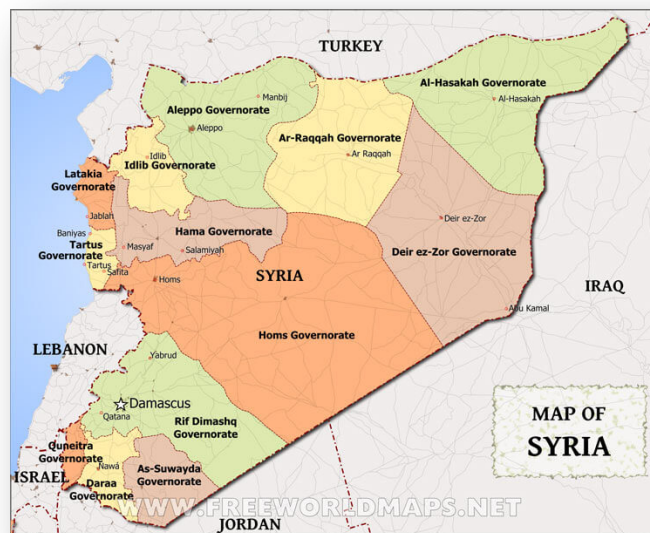 TURKEY
Al-Hasakah Governorate
Al-Hasakah
Manbij
Aleppo Governorate
Aleppo
Ar-Raqqah Governorate
Ar Raqqah
Idlib
Idlib Governorate
Latakia
Governorate
Jablah
Baniyas
Tartus
Governorate
Masyaf
Hama Governorate
Salamiyah
Deir ez-Zor
Deir ez-Zor Governorate
Tartus
Safita
Homs
SYRIA
IRAQ
Abu Kamal
Homs Governorate
LEBANON
Yabrud
Damascus
Qatana
Rif Dimashq
Governorate
Quneitra
Governorate
Nawá
As-Suwayda
Governorate
ISRAEL
Daraa
Governorate
JORDAN
MAP OF
SYRIA
WWW.FREEWORLDMAPS.NET